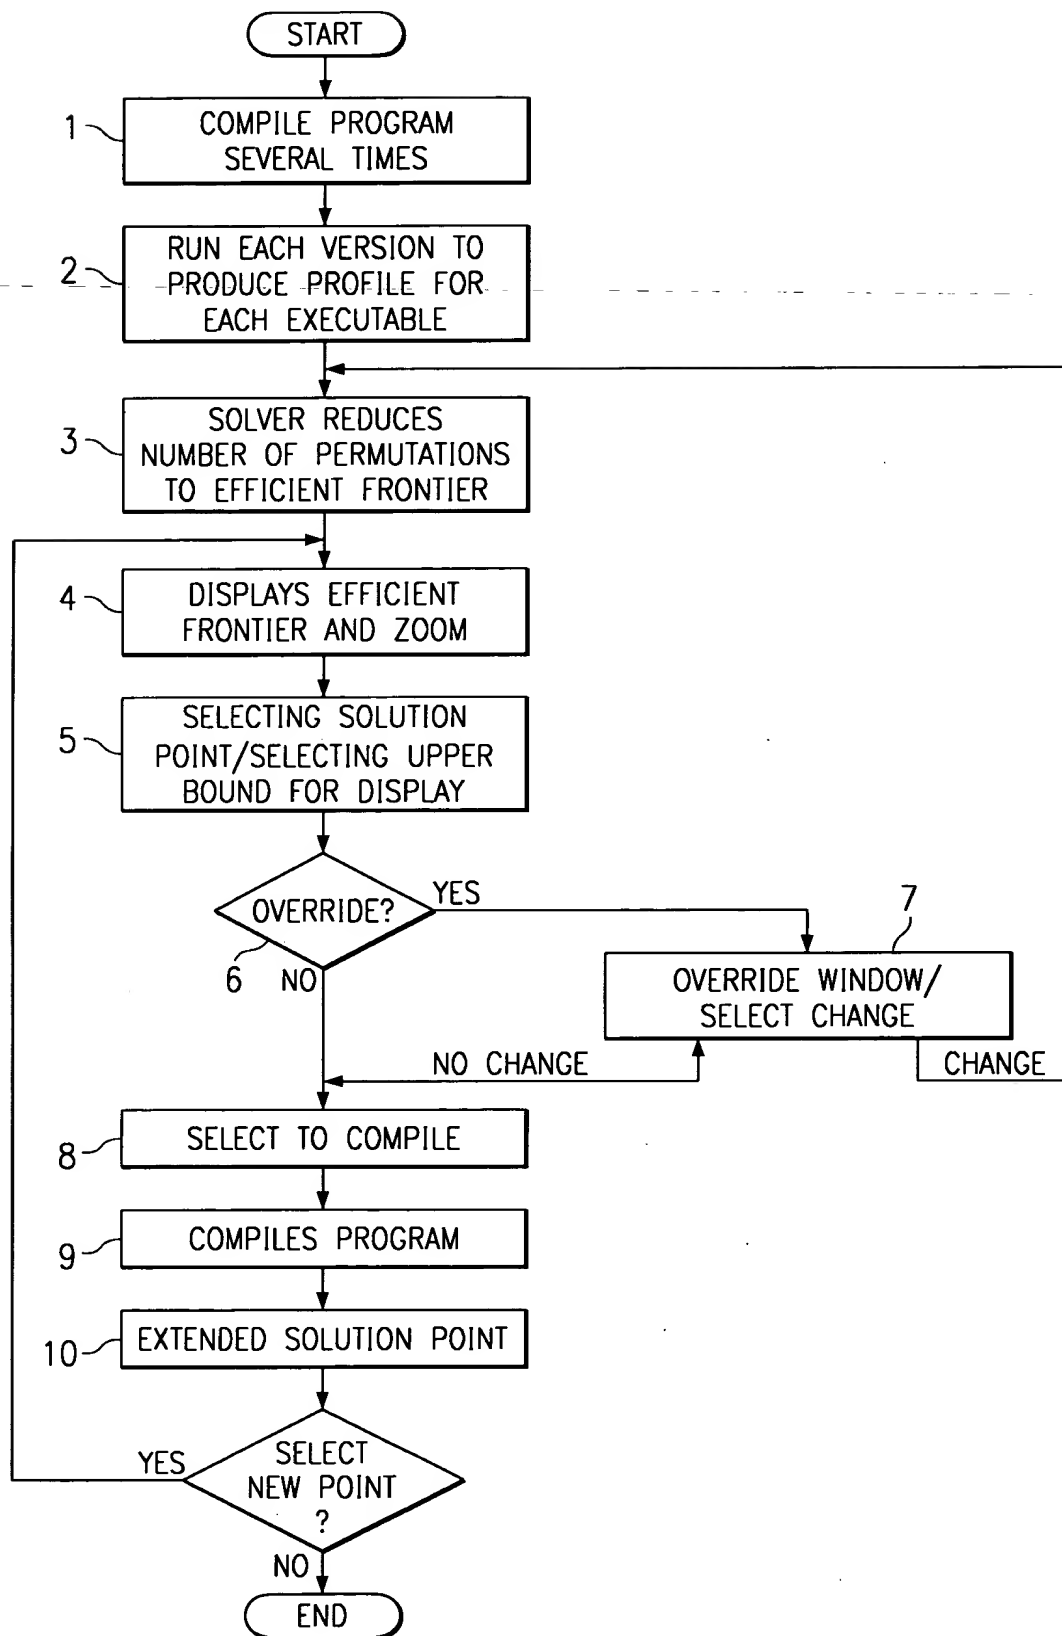 START
1
COMPILE PROGRAM
SEVERAL TIMES
2
RUN EACH VERSION TO
PRODUCE PROFILE FOR
EACH EXECUTABLE
3
SOLVER REDUCES
NUMBER OF PERMUTATIONS
TO EFFICIENT FRONTIER
4
DISPLAYS EFFICIENT
FRONTIER AND ZOOM
5
SELECTING SOLUTION
POINT/SELECTING UPPER
BOUND FOR DISPLAY
OVERRIDE?
YES
6
NO
7
OVERRIDE WINDOW/
SELECT CHANGE
NO CHANGE
CHANGE
8
SELECT TO COMPILE
9
COMPILES PROGRAM
10
EXTENDED SOLUTION POINT
YES
SELECT
NEW POINT
?
NO
END